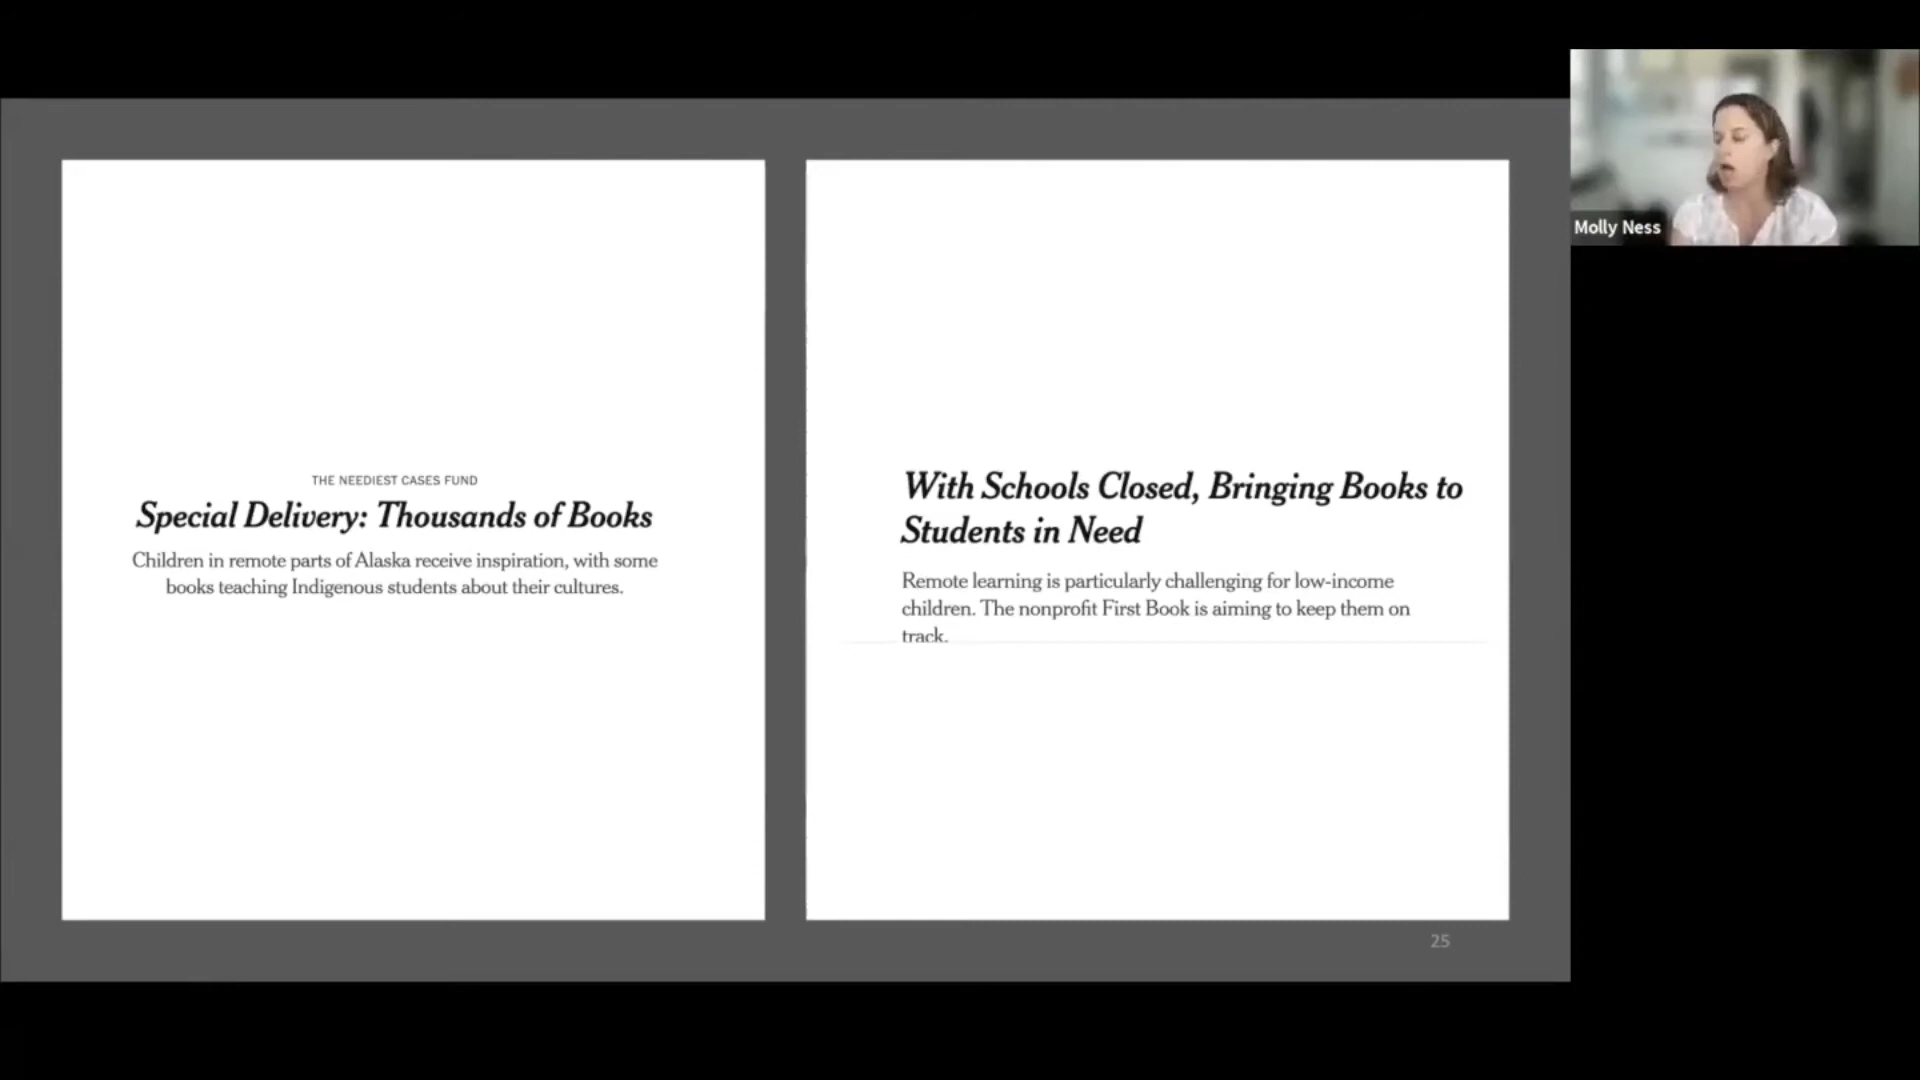 THE NEEDIEST CASES FUND
Special Delivery: Thousands of Books
Children in remote parts of Alaska receive inspiration, with some
books teaching Indigenous students about their cultures.
With Schools Closed, Bringing Books to
Students in Need
Remote learning is particularly challenging for low-income
children. The nonprofit First Book is aiming to keep them on
track.
25
Molly Ness